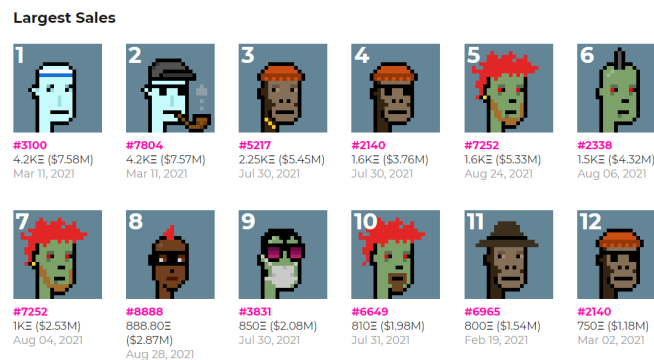 Largest Sales
1
#3100
4.2KΞ ($7.58M)
Mar 11, 2021
2
#7804
4.2KΞ ($7.57M)
Mar 11, 2021
3
#5217
2.25KΞ ($5.45M)
Jul 30, 2021
4
#2140
1.6KΞ ($3.76M)
Jul 30, 2021
5
#7252
1.6KΞ ($5.33M)
Aug 24, 2021
6
#2338
1.5KΞ ($4.32M)
Aug 06, 2021
7
#7252
1KΞ ($2.53M)
Aug 04, 2021
8
#8888
888.80Ξ
($2.87M)
Aug 28, 2021
9
#3831
850Ξ ($2.08M)
Jul 30, 2021
10
#6649
810Ξ ($1.98M)
Jul 31, 2021
11
#6965
800Ξ ($1.54M)
Feb 19, 2021
12
#2140
750Ξ ($1.18M)
Mar 02, 2021